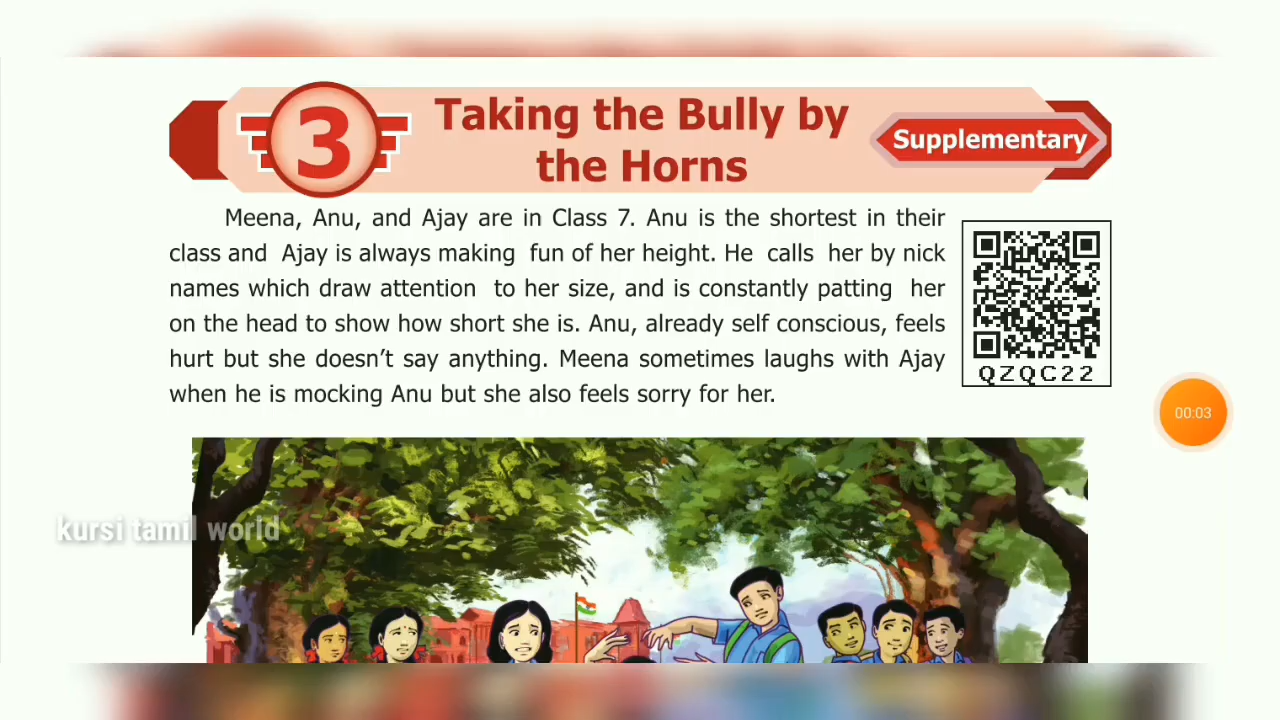 3
Taking the Bully by
the Horns
Supplementary
Meena, Anu, and Ajay are in Class 7. Anu is the shortest in their
class and Ajay is always making fun of her height. He calls her by nick
names which draw attention to her size, and is constantly patting her
on the head to show how short she is. Anu, already self conscious, feels
hurt but she doesn't say anything. Meena sometimes laughs with Ajay
when he is mocking Anu but she also feels sorry for her.
QZQC22
00:03
kursi tamil world